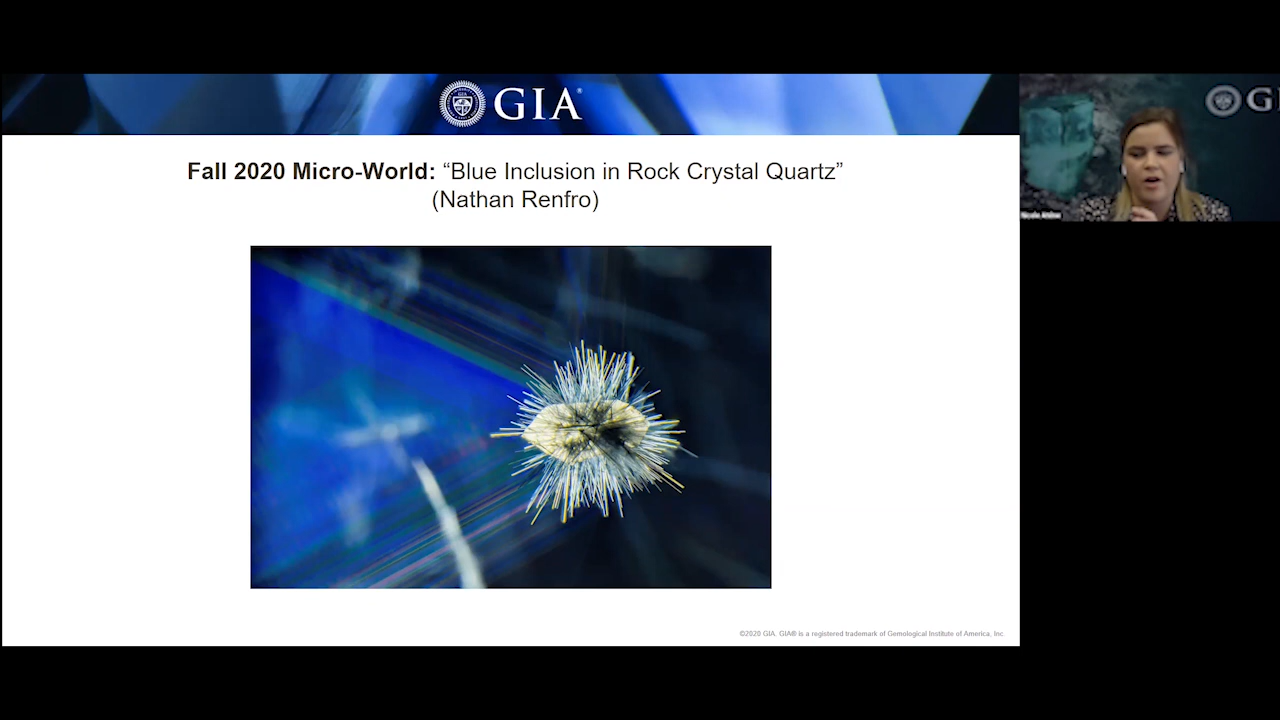 GIA®
Fall 2020 Micro-World: “Blue Inclusion in Rock Crystal Quartz”
(Nathan Renfro)
©2020 GIA. GIA® is a registered trademark of Gemological Institute of America, Inc.
Nicole